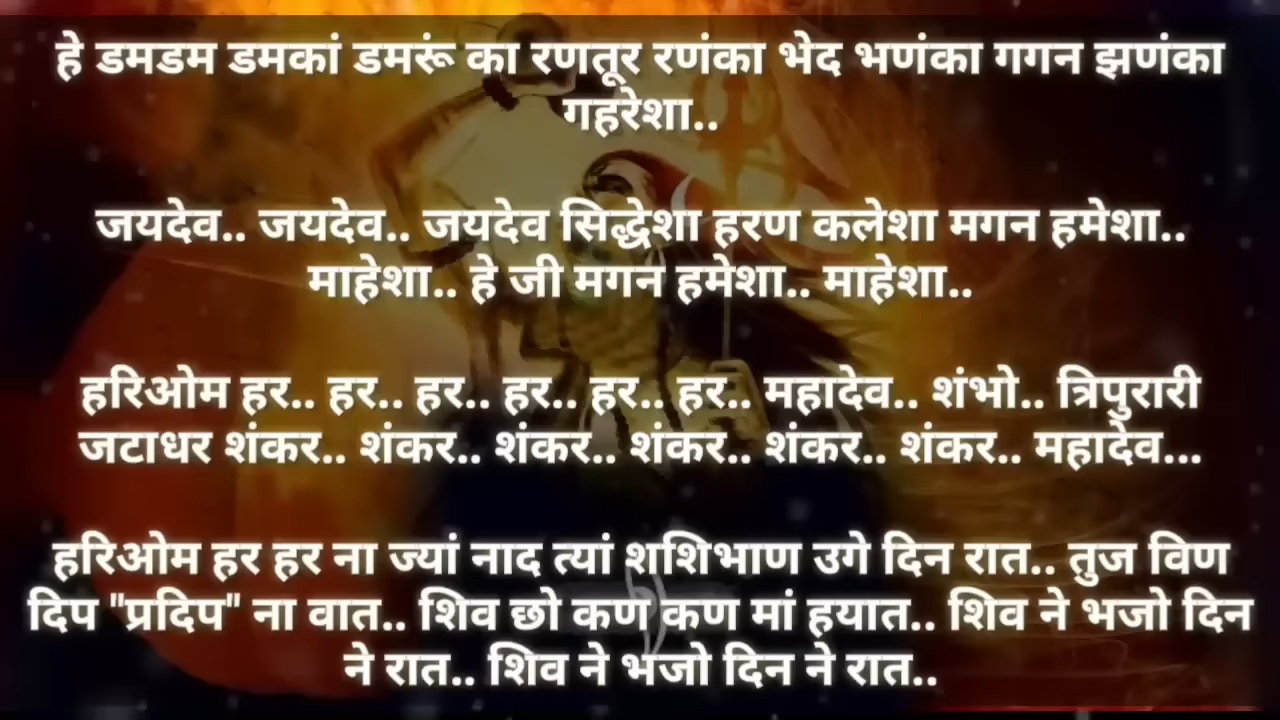 हे डमडम डमकां डमरूं का रणतूर रणंका भेद भणंका गगन झणंका
गहरेशा..
जयदेव.. जयदेव.. जयदेव सिद्धेशा हरण कलेशा मगन हमेशा..
माहेशा.. हे जी मगन हमेशा.. माहेशा..
हरिओम हर.. हर.. हर.. हर.. हर.. हर.. महादेव.. शंभो.. त्रिपुरारी
जटाधर शंकर.. शंकर.. शंकर.. शंकर.. शंकर.. शंकर.. महादेव...
हरिओम हर हर ना ज्यां नाद त्यां शशिभाण उगे दिन रात.. तुज विण
दिप "प्रदिप" ना वात.. शिव छो कण कण मां हयात.. शिव ने भजो दिन
ने रात.. शिव ने भजो दिन ने रात..